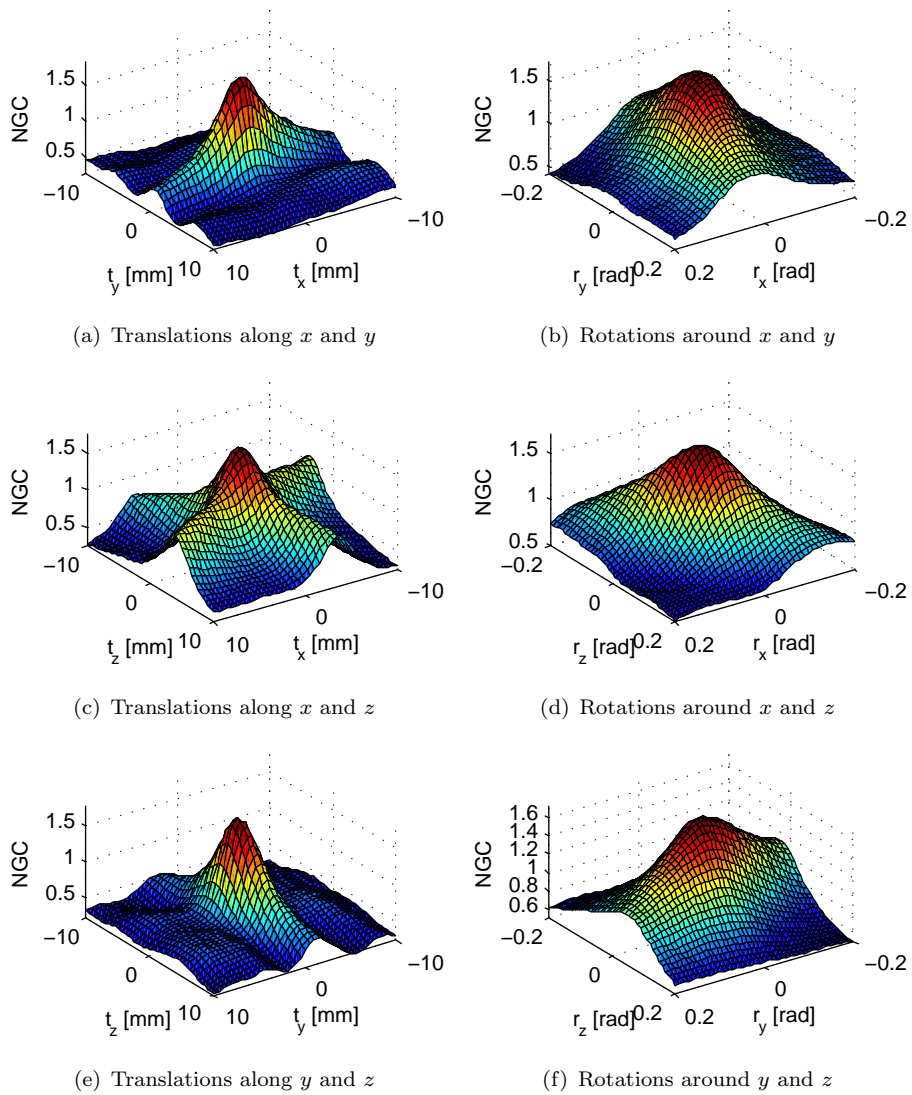 1.5
1
0.5
NGC
−10
0
10
t_y [mm]
10
0
−10
t_x [mm]
(a) Translations along x and y
1.5
1
0.5
NGC
−0.2
0
0.2
r_y [rad]
0.2
0
−0.2
r_x [rad]
(b) Rotations around x and y
1.5
1
0.5
NGC
−10
0
10
t_z [mm]
10
0
−10
t_x [mm]
(c) Translations along x and z
1.5
1
0.5
NGC
−0.2
0
0.2
r_z [rad]
0.2
0
−0.2
r_x [rad]
(d) Rotations around x and z
1.5
1
0.5
NGC
−10
0
10
t_z [mm]
10
0
−10
t_y [mm]
(e) Translations along y and z
1.6
1.4
1.2
1
0.8
0.6
NGC
−0.2
0
0.2
r_z [rad]
0.2
0
−0.2
r_y [rad]
(f) Rotations around y and z